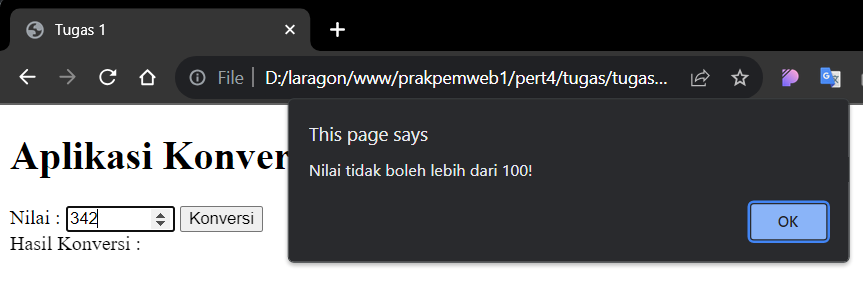 Tugas 1
File
D:/laragon/www/prakpemweb1/pert4/tugas/tugas...
This page says
Aplikasi Konver
Nilai tidak boleh lebih dari 100!
Nilai : 342 Konversi
OK
Hasil Konversi :